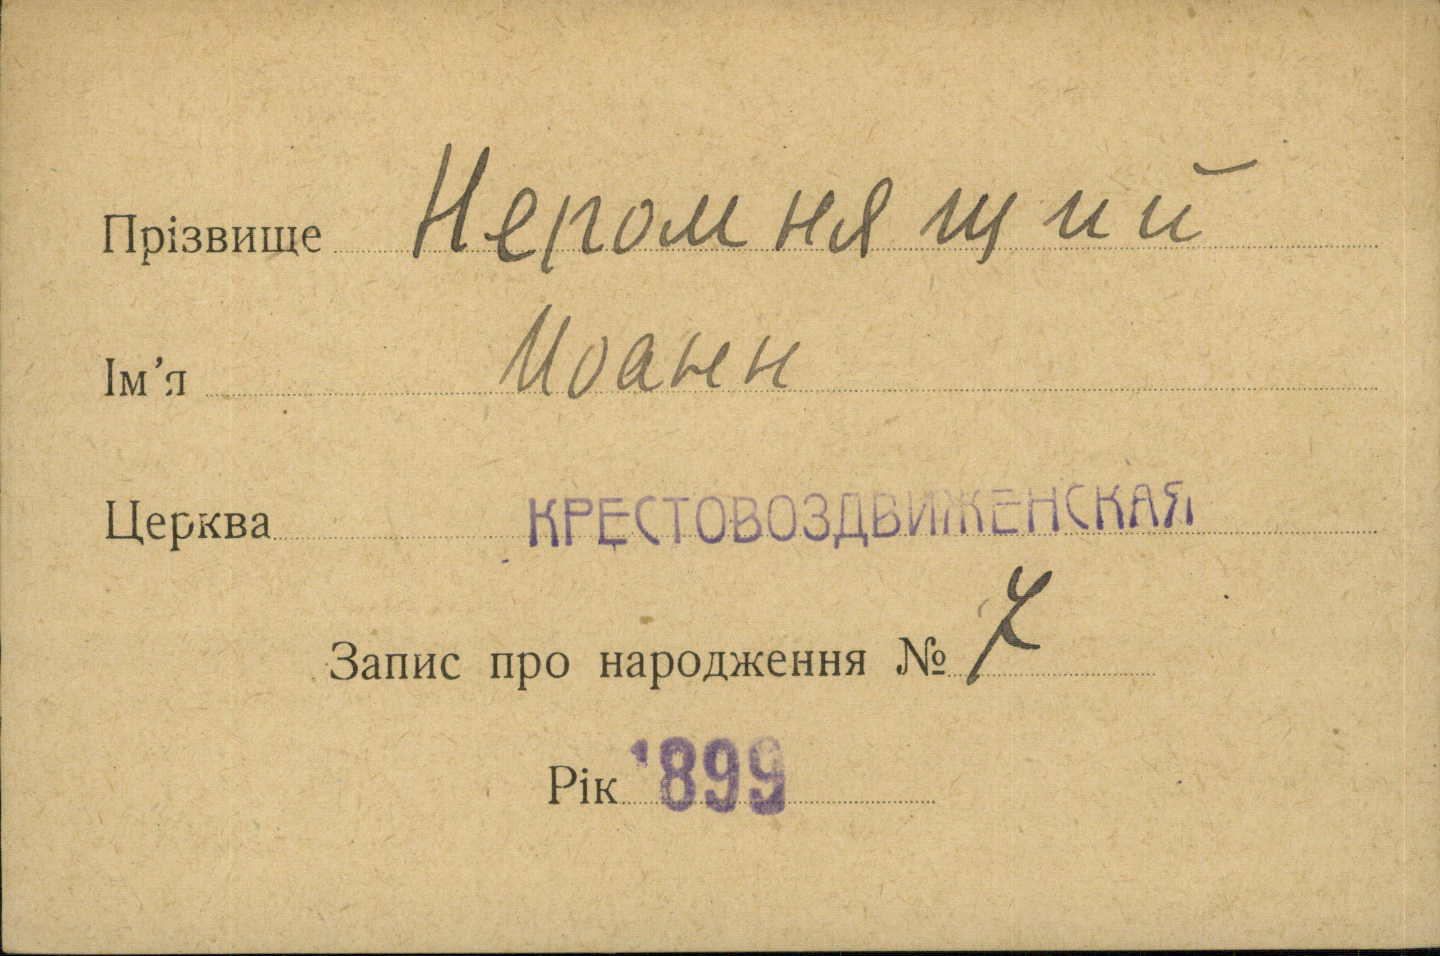 Прізвище Непомнящий
Ім’я Иоанн
Церква КРЕСТОВОЗДВИЖЕНСКАЯ
Запис про народження № 7
Рік 1899